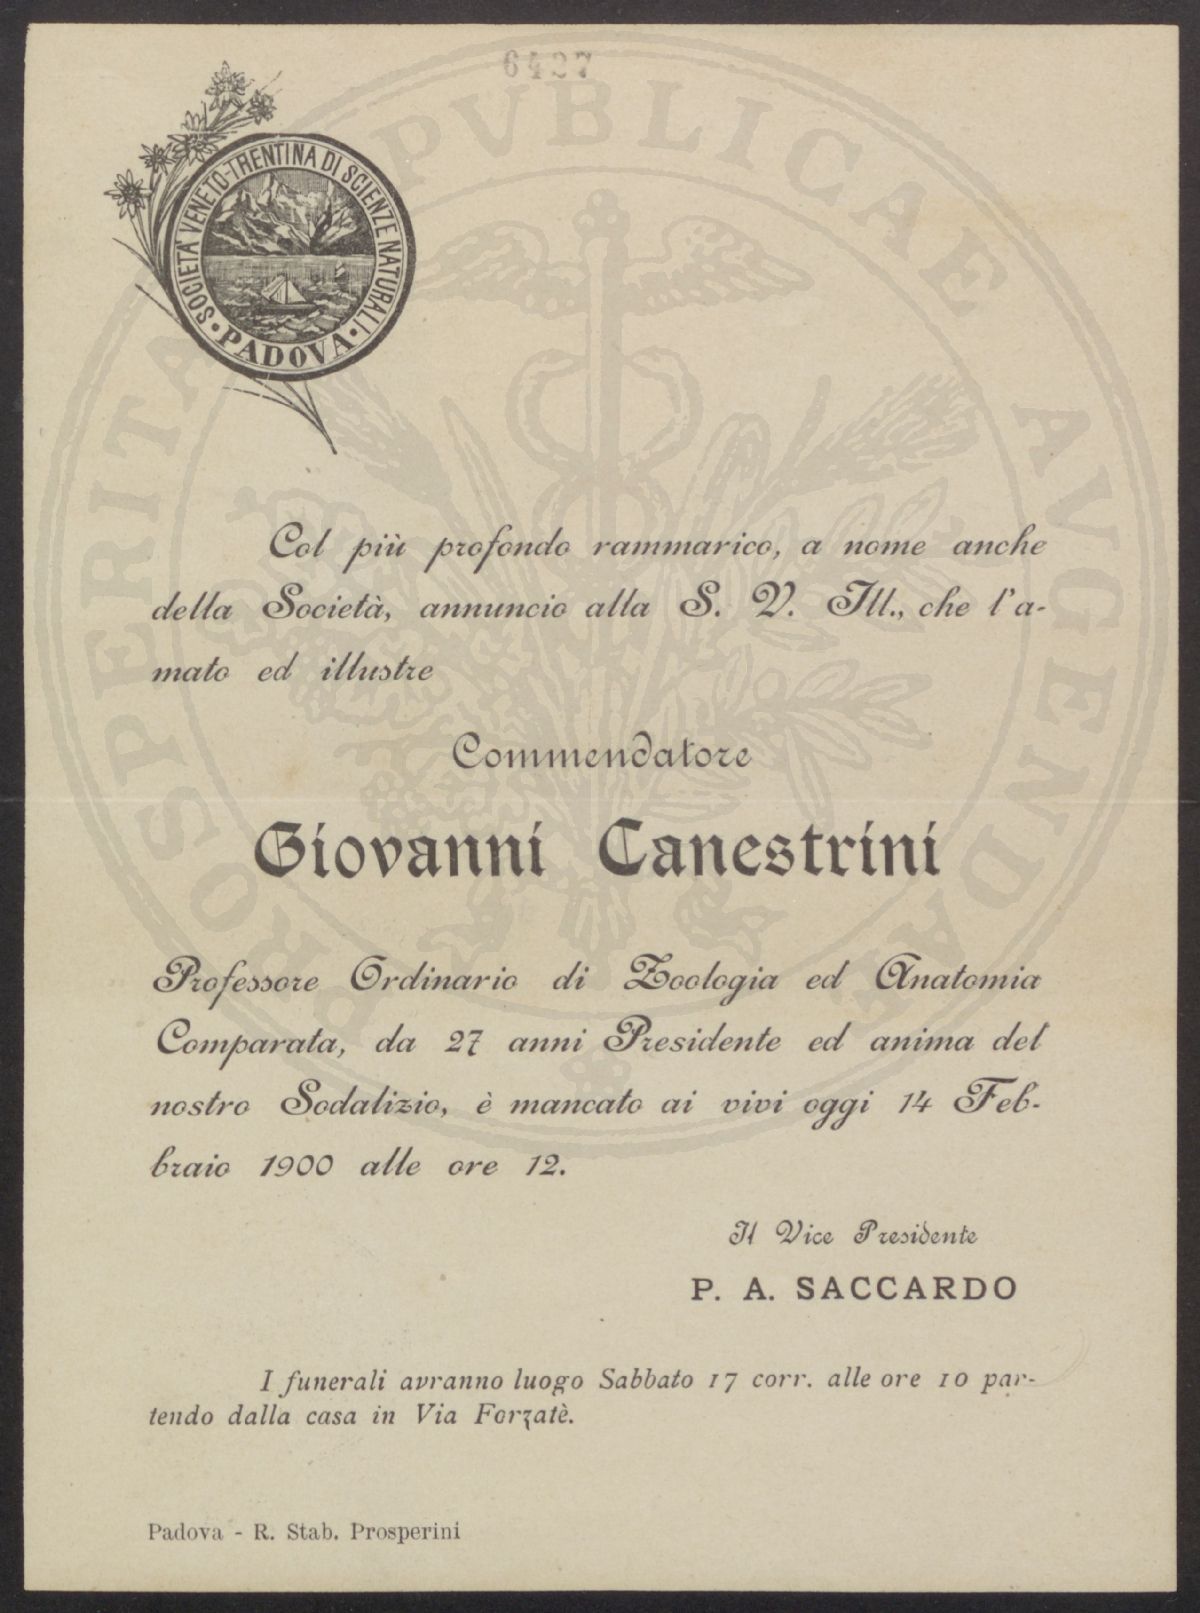 6427
SOCIETÀ VENETO-TRENTINA DI SCIENZE NATURALI
• PADOVA •
PROSPERITATI PVBLICAE AVGENDAE
Col più profondo rammarico, a nome anche
della Società, annuncio alla S. V. Ill., che l'a-
mato ed illustre
Commendatore
Giovanni Canestrini
Professore Ordinario di Zoologia ed Anatomia
Comparata, da 27 anni Presidente ed anima del
nostro Sodalizio, è mancato ai vivi oggi 14 Feb-
braio 1900 alle ore 12.
Il Vice Presidente
P. A. SACCARDO
I funerali avranno luogo Sabbato 17 corr. alle ore 10 par-
tendo dalla casa in Via Forzatè.
Padova - R. Stab. Prosperini